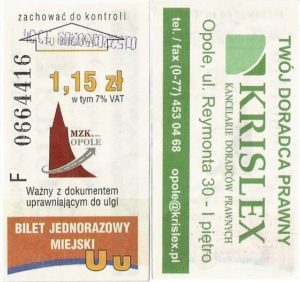 zachować do kontroli
F 0664416
1,15 zł
w tym 7% VAT
MZK
OPOLE
Ważny z dokumentem
uprawniającym do ulgi
BILET JEDNORAZOWY
MIEJSKI
U u
TWÓJ DORADCA PRAWNY
KRISLEX
KANCELARIE DORADCÓW PRAWNYCH
Opole, ul. Reymonta 30 - I piętro
tel. / fax (0-77) 453 04 68
opole@krislex.pl